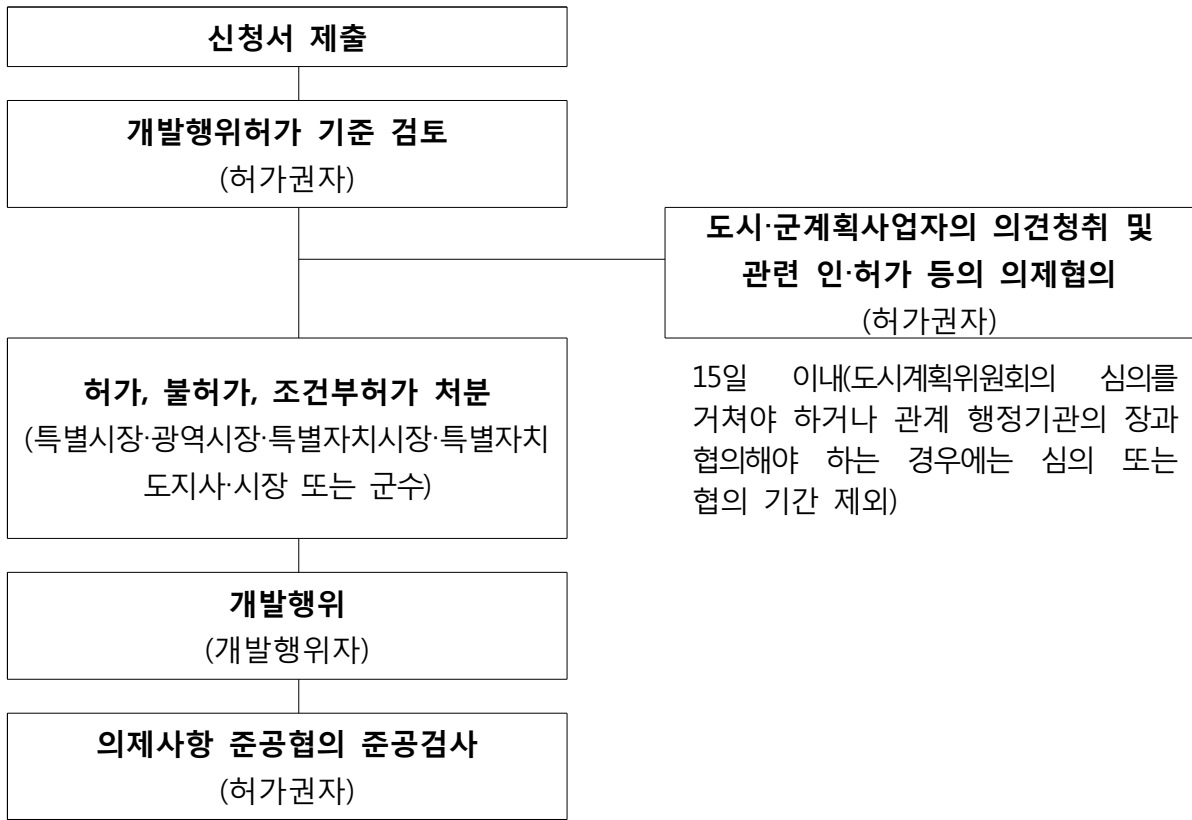 신청서 제출
개발행위허가 기준 검토
(허가권자)
도시·군계획사업자의 의견청취 및
관련 인·허가 등의 의제협의
(허가권자)
허가, 불허가, 조건부허가 처분
(특별시장·광역시장·특별자치시장·특별자치
도지사·시장 또는 군수)
15일 이내(도시계획위원회의 심의를
거쳐야 하거나 관계 행정기관의 장과
협의해야 하는 경우에는 심의 또는
협의 기간 제외)
개발행위
(개발행위자)
의제사항 준공협의 준공검사
(허가권자)